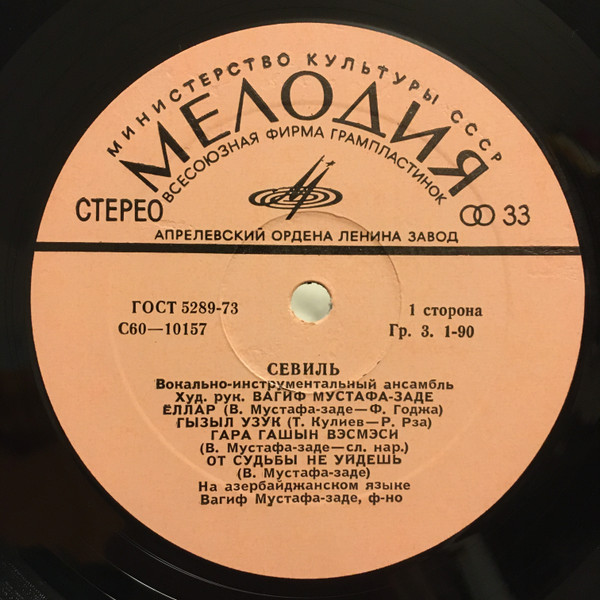 МИНИСТЕРСТВО КУЛЬТУРЫ СССР
МЕЛОДИЯ
ВСЕСОЮЗНАЯ ФИРМА ГРАМПЛАСТИНОК
СТЕРЕО
33
АПРЕЛЕВСКИЙ ОРДЕНА ЛЕНИНА ЗАВОД
ГОСТ 5289-73
1 сторона
С60—10157
Гр. 3. 1-90
СЕВИЛЬ
Вокально-инструментальный ансамбль
Худ. рук. ВАГИФ МУСТАФА-ЗАДЕ
ЁЛЛАР (В. Мустафа-заде—Ф. Годжа)
ГЫЗЫЛ УЗУК (Т. Кулиев—Р. Рза)
ГАРА ГАШЫН ВЭСМЭСИ
(В. Мустафа-заде—сл. нар.)
ОТ СУДЬБЫ НЕ УЙДЕШЬ
(В. Мустафа-заде)
На азербайджанском языке
Вагиф Мустафа-заде, ф-но